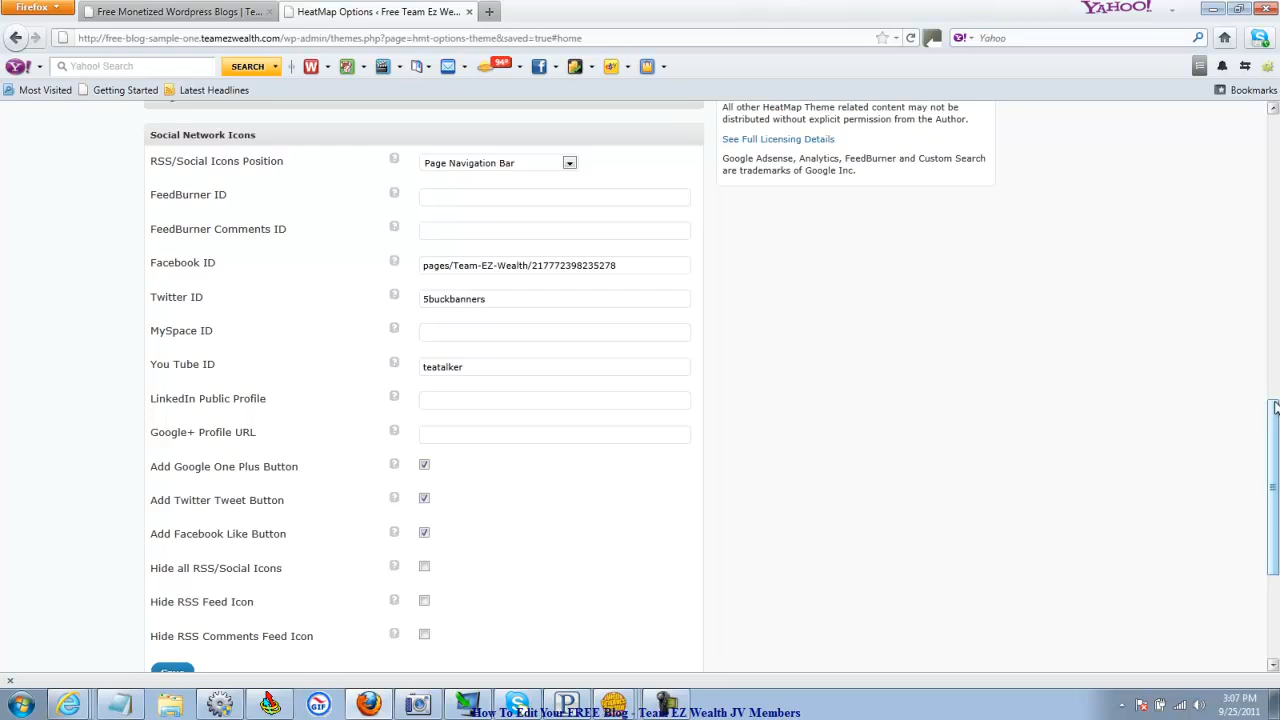 Firefox
Free Monetized Wordpress Blogs | Te...
HeatMap Options ‹ Free Team Ez We...
YAHOO!
http://free-blog-sample-one.teamezwealth.com/wp-admin/themes.php?page=hmt-options-theme&saved=true#home
Yahoo
Yahoo! Search
SEARCH
94°
Most Visited
Getting Started
Latest Headlines
Bookmarks
Social Network Icons
RSS/Social Icons Position
Page Navigation Bar
FeedBurner ID
FeedBurner Comments ID
Facebook ID
pages/Team-EZ-Wealth/217772398235278
Twitter ID
5buckbanners
MySpace ID
You Tube ID
teatalker
LinkedIn Public Profile
Google+ Profile URL
Add Google One Plus Button
Add Twitter Tweet Button
Add Facebook Like Button
Hide all RSS/Social Icons
Hide RSS Feed Icon
Hide RSS Comments Feed Icon
Save
All other HeatMap Theme related content may not be
distributed without explicit permission from the Author.
See Full Licensing Details
Google Adsense, Analytics, FeedBurner and Custom Search
are trademarks of Google Inc.
GIF
3:07 PM
9/25/2011
How To Edit Your FREE Blog - Team EZ Wealth JV Members